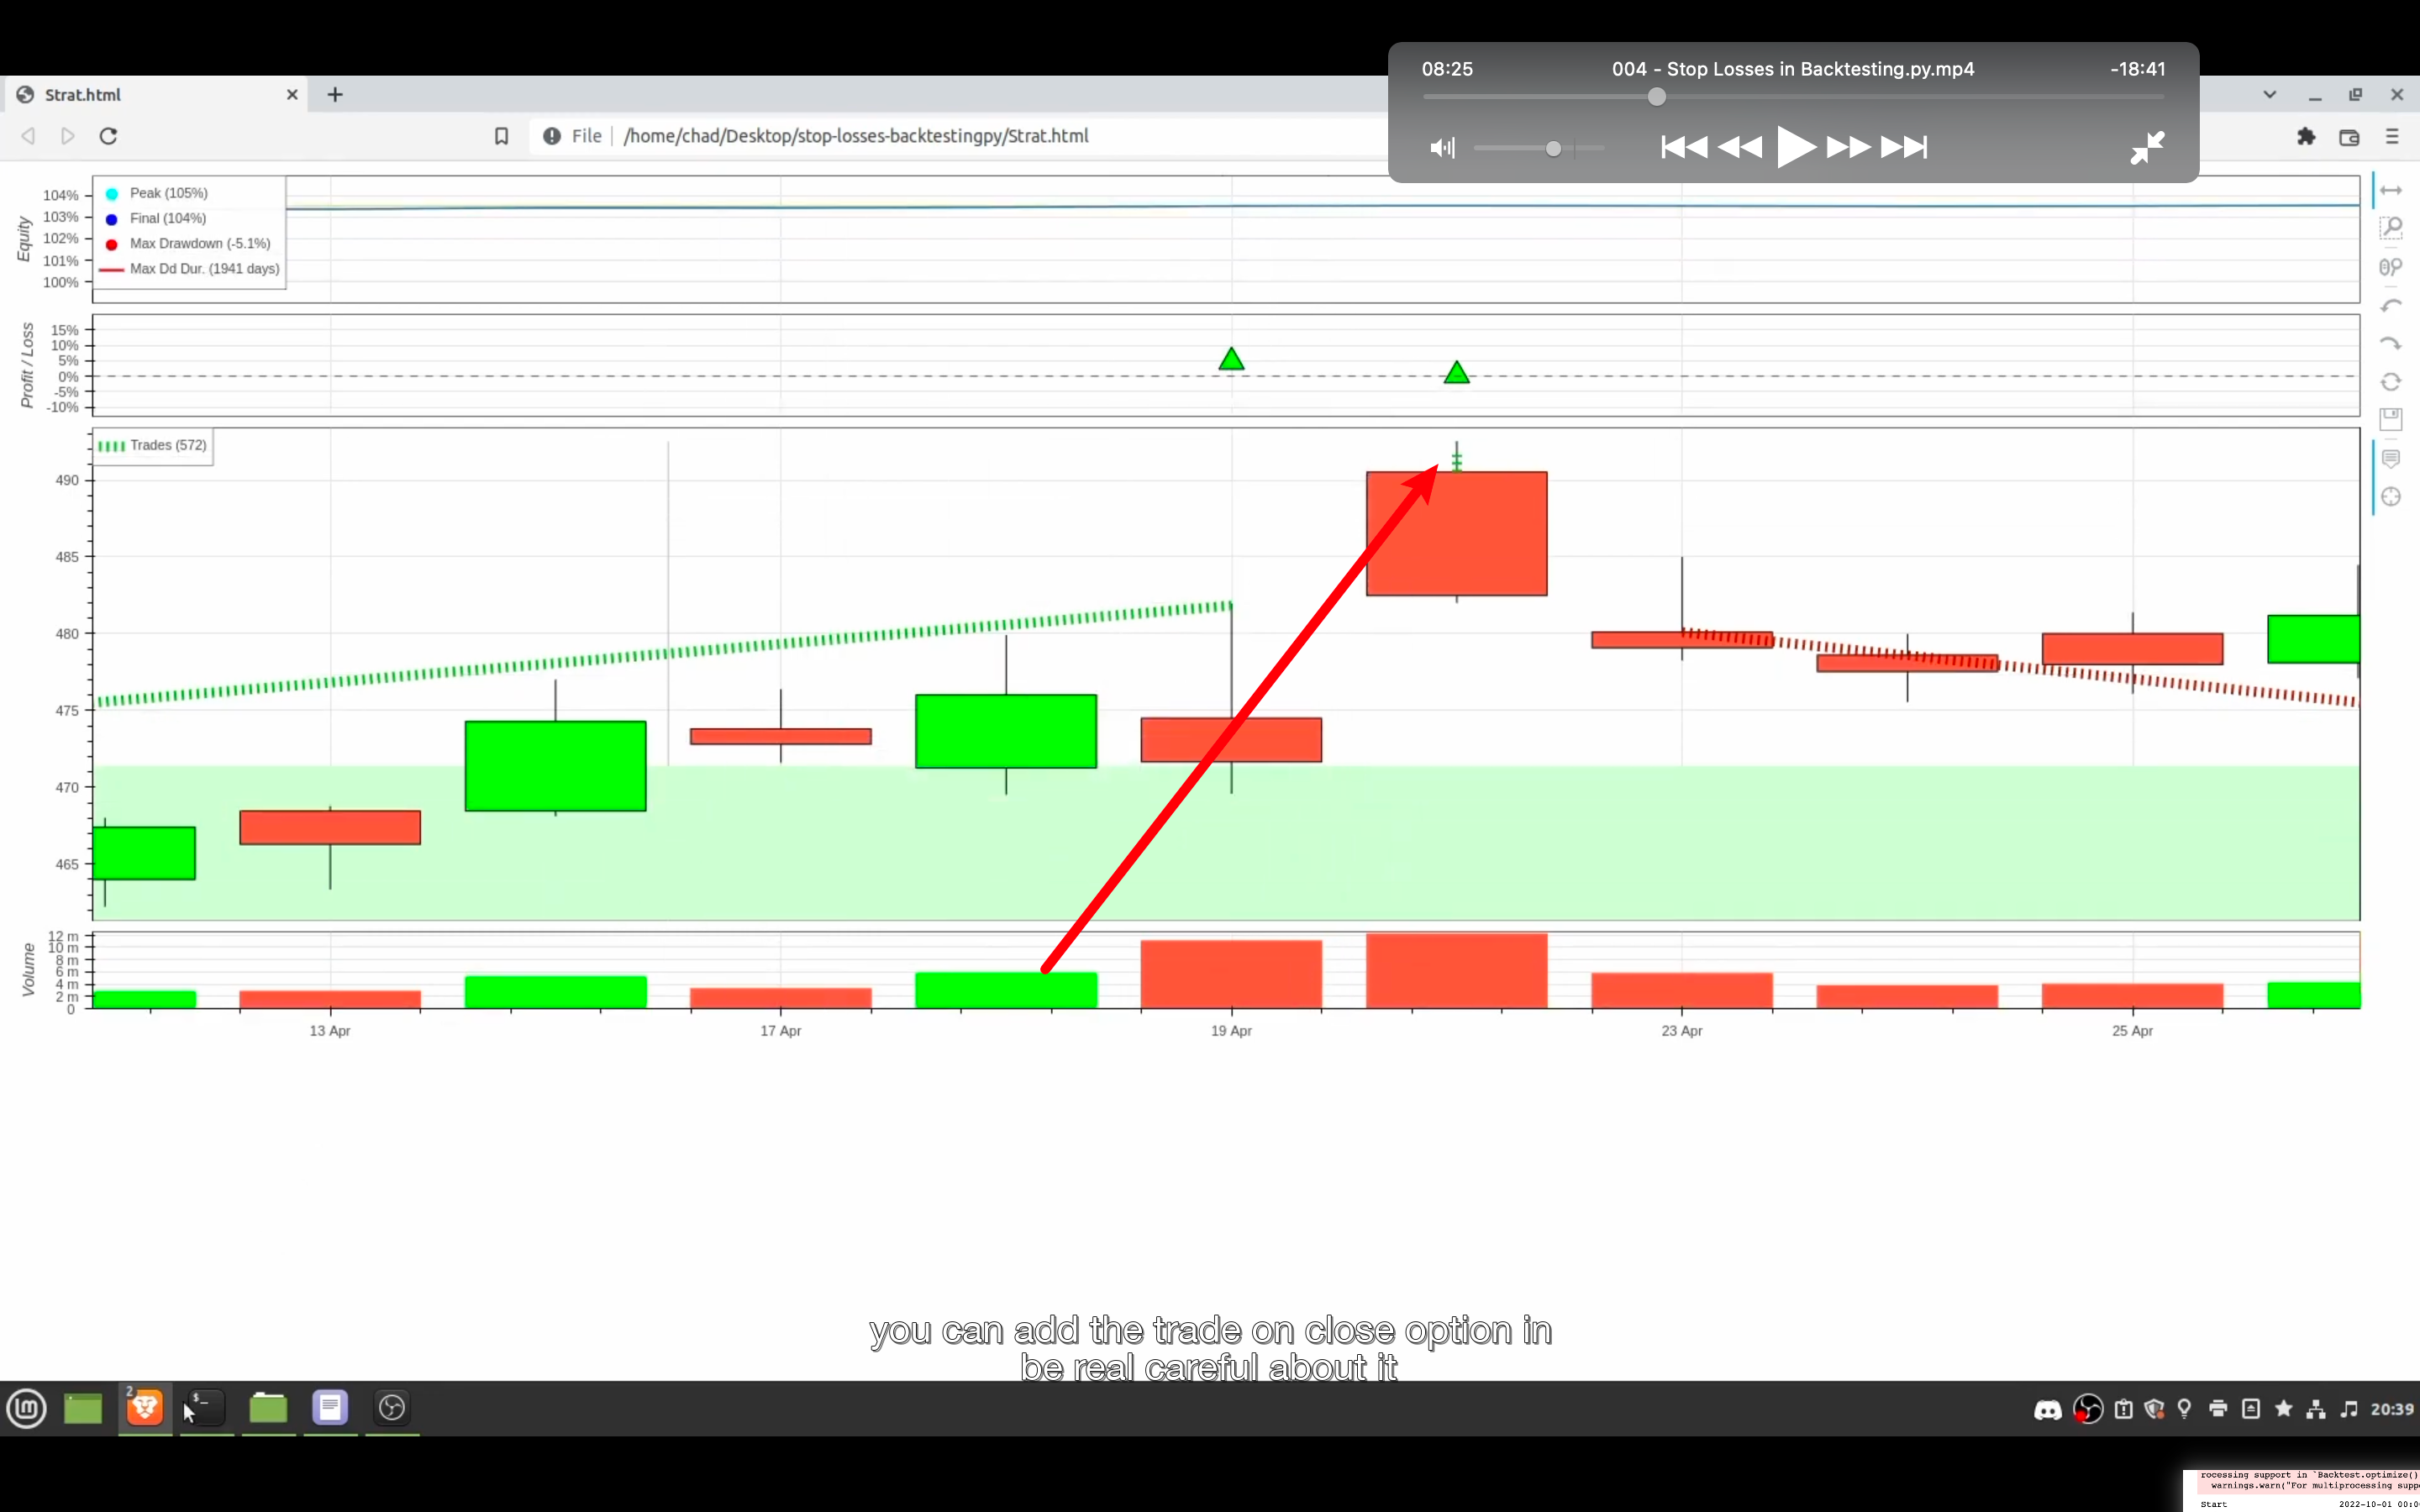 08:25 004 - Stop Losses in Backtesting.py.mp4 -18:41
Strat.html
File /home/chad/Desktop/stop-losses-backtestingpy/Strat.html
Equity
104%
103%
102%
101%
100%
Peak (105%)
Final (104%)
Max Drawdown (-5.1%)
Max Dd Dur. (1941 days)
Profit / Loss
15%
10%
5%
0%
-5%
-10%
Trades (572)
490
485
480
475
470
465
Volume
12 m
10 m
8 m
6 m
4 m
2 m
0
13 Apr 17 Apr 19 Apr 23 Apr 25 Apr
you can add the trade on close option in
be real careful about it
2
$_
20:39
rocessing support in `Backtest.optimize()
warnings.warn("For multiprocessing supp
Start 2022-10-01 00:0